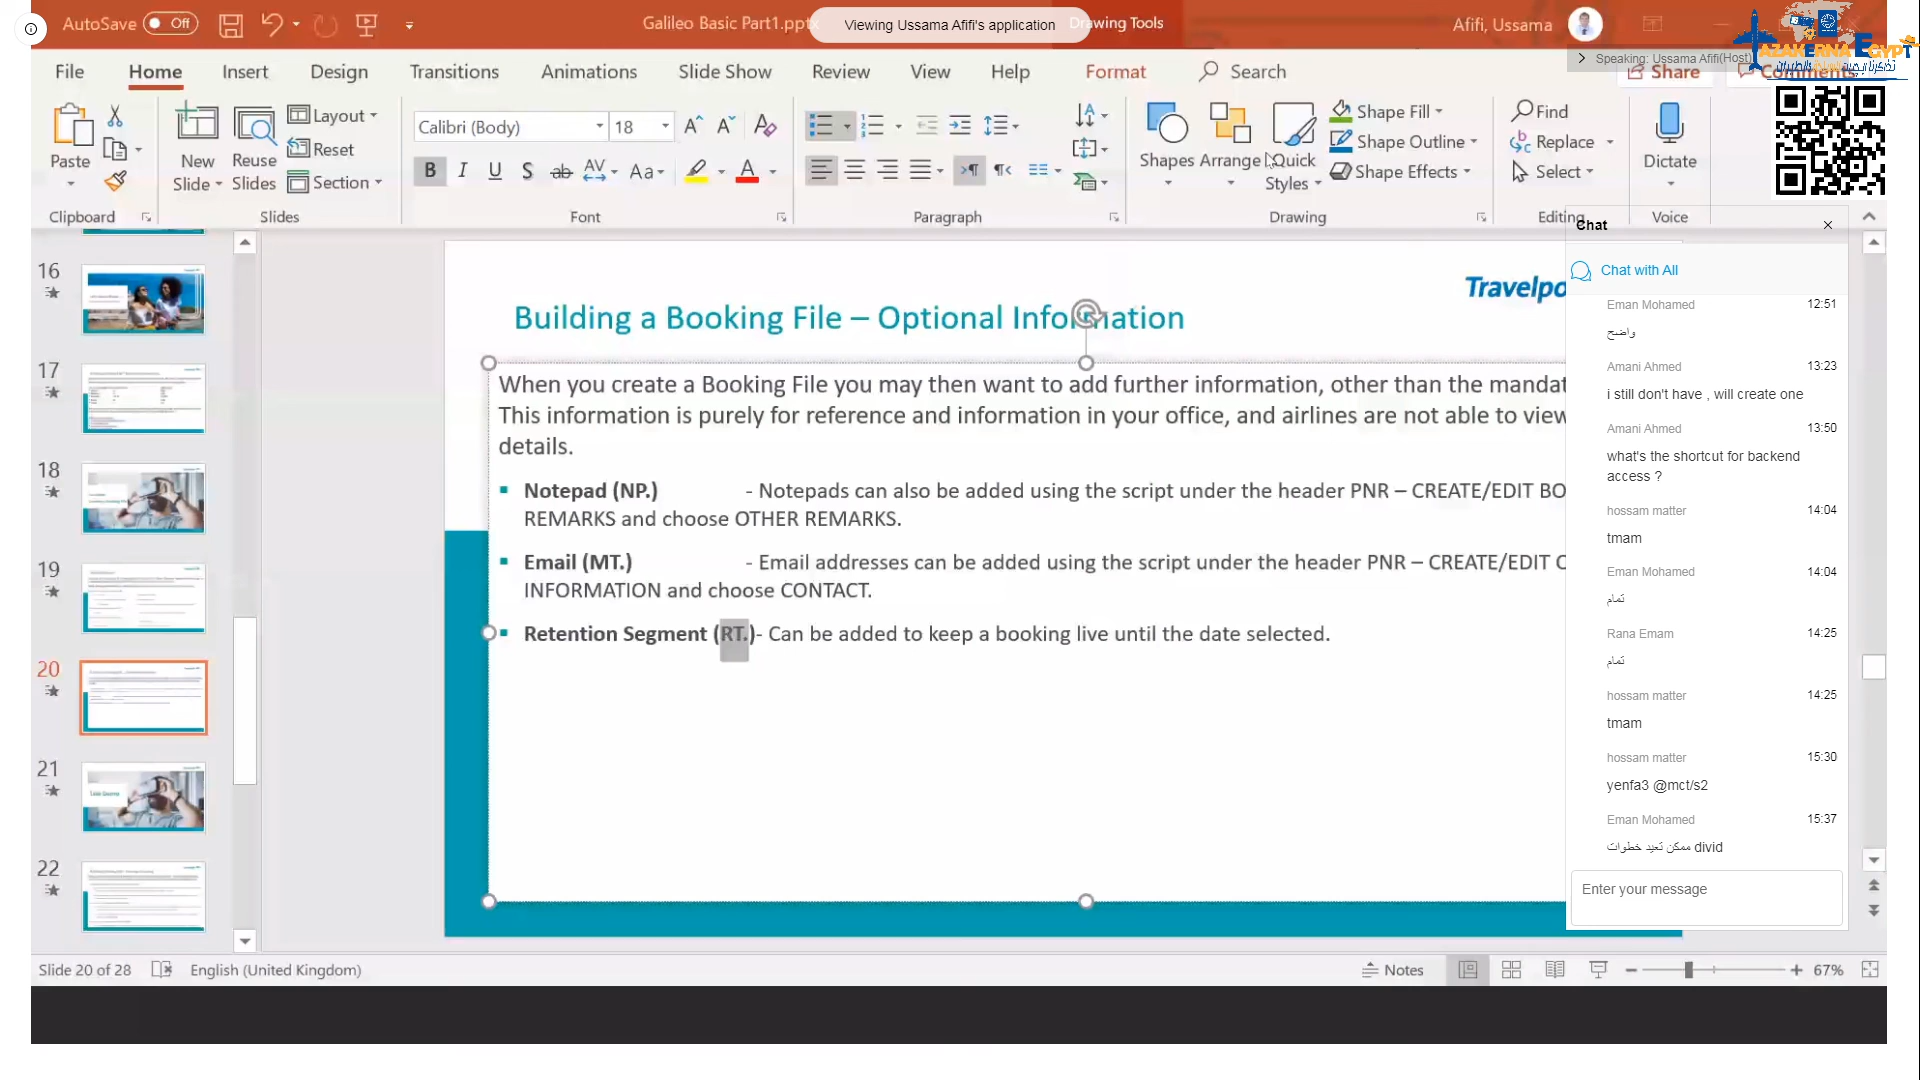 AutoSave Off
Galileo Basic Part1.pptx
Viewing Ussama Afifi's application
Drawing Tools
Afifi, Ussama
AZAKERNA EGYPT
File Home Insert Design Transitions Animations Slide Show Review View Help Format Search
Speaking: Ussama Afifi(Host)
Share Comments
Paste
New Slide
Reuse Slides
Layout
Reset
Section
Calibri (Body) 18
Shapes Arrange Quick Styles
Shape Fill
Shape Outline
Shape Effects
Find
Replace
Select
Dictate
Clipboard Slides Font Paragraph Drawing Editing Voice
16
17
18
19
20
21
22
Travelpo
Building a Booking File – Optional Information
When you create a Booking File you may then want to add further information, other than the mandat
This information is purely for reference and information in your office, and airlines are not able to view
details.
Notepad (NP.) - Notepads can also be added using the script under the header PNR – CREATE/EDIT BO
REMARKS and choose OTHER REMARKS.
Email (MT.) - Email addresses can be added using the script under the header PNR – CREATE/EDIT C
INFORMATION and choose CONTACT.
Retention Segment (RT.)- Can be added to keep a booking live until the date selected.
Chat
Chat with All
Eman Mohamed 12:51
واضح
Amani Ahmed 13:23
i still don't have , will create one
Amani Ahmed 13:50
what's the shortcut for backend
access ?
hossam matter 14:04
tmam
Eman Mohamed 14:04
تمام
Rana Emam 14:25
تمام
hossam matter 14:25
tmam
hossam matter 15:30
yenfa3 @mct/s2
Eman Mohamed 15:37
ممكن تعيد خطوات divid
Enter your message
Slide 20 of 28 English (United Kingdom)
Notes 67%